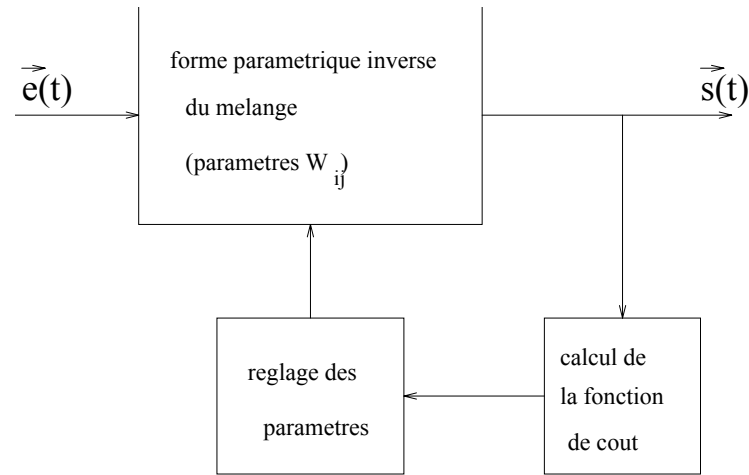 e(t)
forme parametrique inverse
du melange
(parametres W ij)
s(t)
reglage des
parametres
calcul de
la fonction
de cout